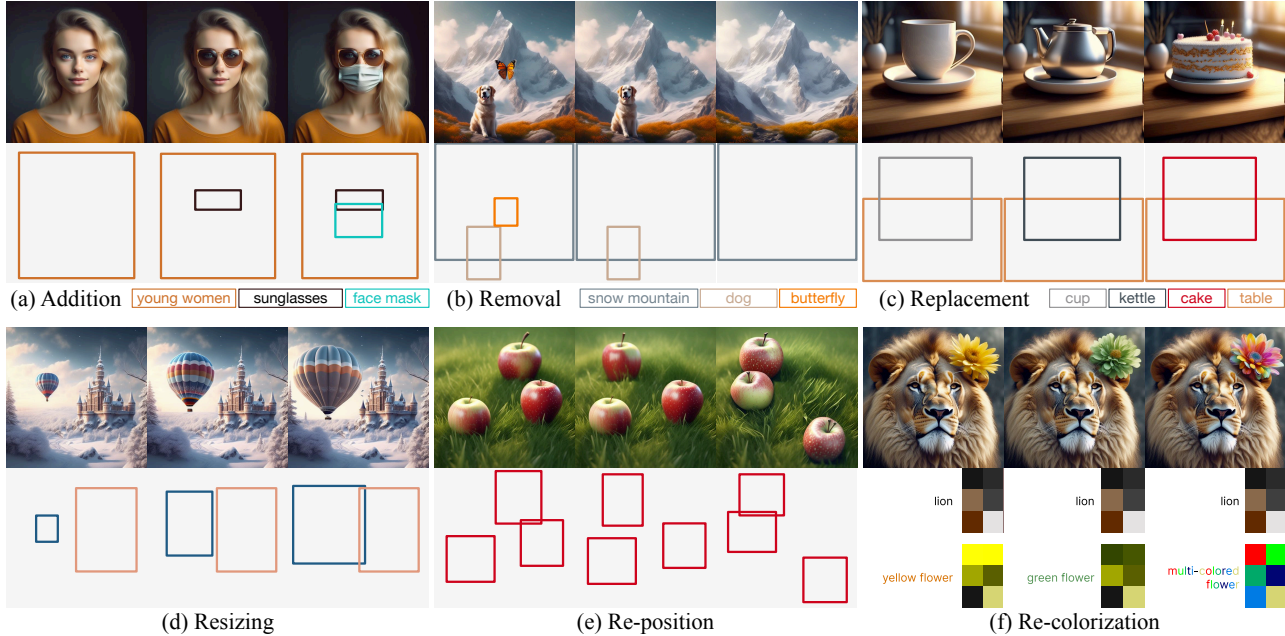 (a) Addition young women sunglasses face mask
(b) Removal snow mountain dog butterfly
(c) Replacement cup kettle cake table
lion
lion
lion
yellow flower
green flower
multi-colored
flower
(d) Resizing
(e) Re-position
(f) Re-colorization